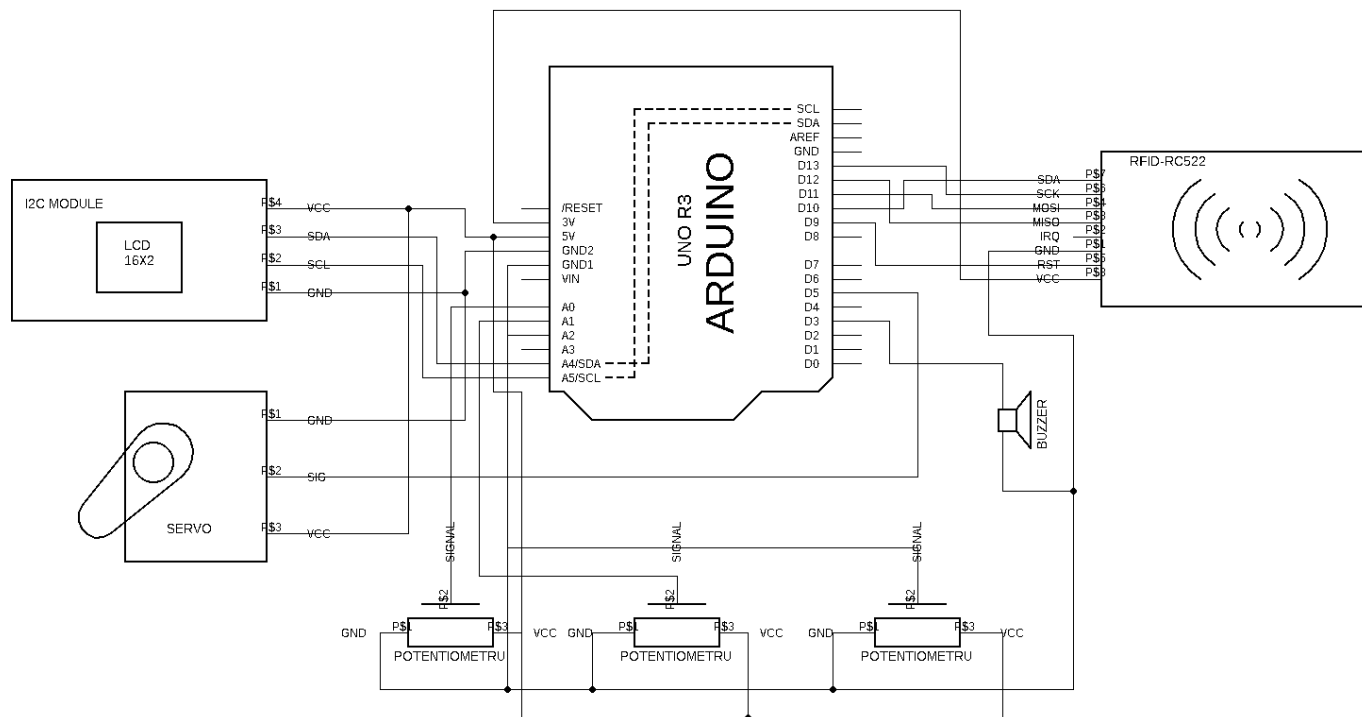 I2C MODULE
LCD
16X2
P$4 VCC
P$3 SDA
P$2 SCL
P$1 GND
SERVO
P$1 GND
P$2 SIG
P$3 VCC
UNO R3
ARDUINO
/RESET
3V
5V
GND2
GND1
VIN
A0
A1
A2
A3
A4/SDA
A5/SCL
SCL
SDA
AREF
GND
D13
D12
D11
D10
D9
D8
D7
D6
D5
D4
D3
D2
D1
D0
RFID-RC522
SDA P$7
SCK P$6
MOSI P$4
MISO P$3
IRQ P$2
GND P$1
RST P$5
VCC P$8
BUZZER
SIGNAL
P$2
GND P$1 P$3 VCC
POTENTIOMETRU
SIGNAL
P$2
GND P$1 P$3 VCC
POTENTIOMETRU
SIGNAL
P$2
GND P$1 P$3 VCC
POTENTIOMETRU